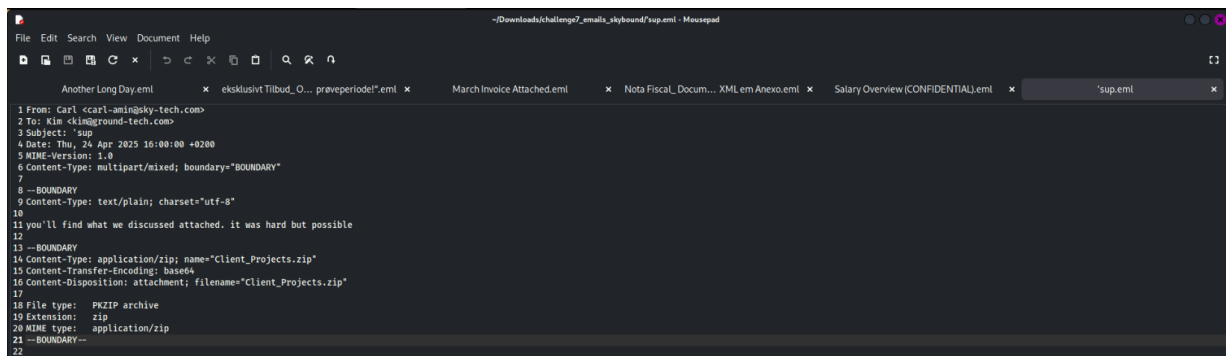 ~/Downloads/challenge7_emails_skybound/'sup.eml - Mousepad
File Edit Search View Document Help
Another Long Day.eml × eksklusivt Tilbud_ O... prøveperiode!".eml × March Invoice Attached.eml × Nota Fiscal_ Docum... XML em Anexo.eml × Salary Overview (CONFIDENTIAL).eml × 'sup.eml ×
1 From: Carl <carl-amin@sky-tech.com>
2 To: Kim <kim@ground-tech.com>
3 Subject: 'sup
4 Date: Thu, 24 Apr 2025 16:00:00 +0200
5 MIME-Version: 1.0
6 Content-Type: multipart/mixed; boundary="BOUNDARY"
7
8 --BOUNDARY
9 Content-Type: text/plain; charset="utf-8"
10
11 you'll find what we discussed attached. it was hard but possible
12
13 --BOUNDARY
14 Content-Type: application/zip; name="Client_Projects.zip"
15 Content-Transfer-Encoding: base64
16 Content-Disposition: attachment; filename="Client_Projects.zip"
17
18 File type: PKZIP archive
19 Extension: zip
20 MIME type: application/zip
21 --BOUNDARY--
22